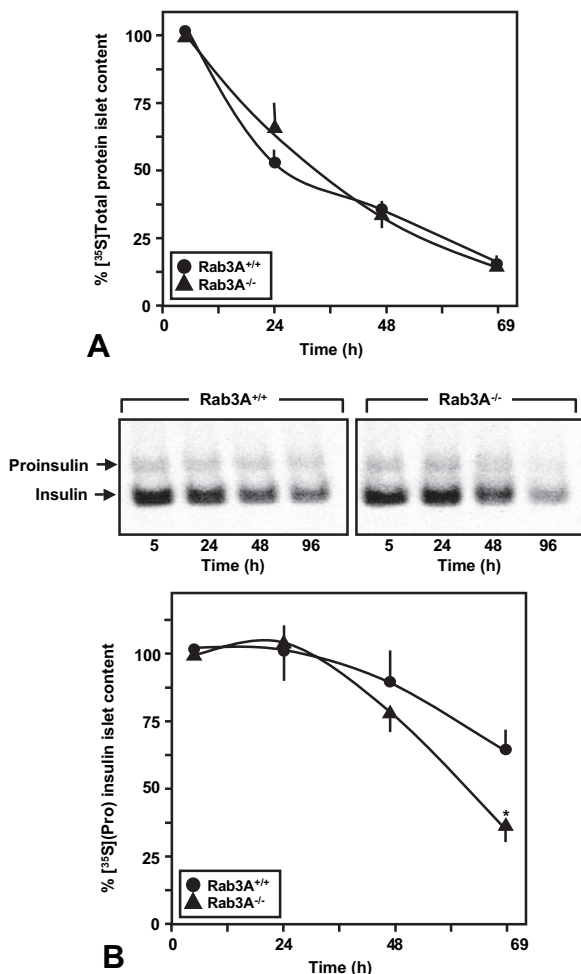 100
75
50
25
0
% [³⁵S]Total protein islet content
Rab3A⁺/⁺
Rab3A⁻/⁻
24 48 69
Time (h)
A
Rab3A⁺/⁺ Rab3A⁻/⁻
Proinsulin
Insulin
5 24 48 96 5 24 48 96
Time (h) Time (h)
100
75
50
25
0
% [³⁵S](Pro) insulin islet content
*
Rab3A⁺/⁺
Rab3A⁻/⁻
0 24 48 69
Time (h)
B